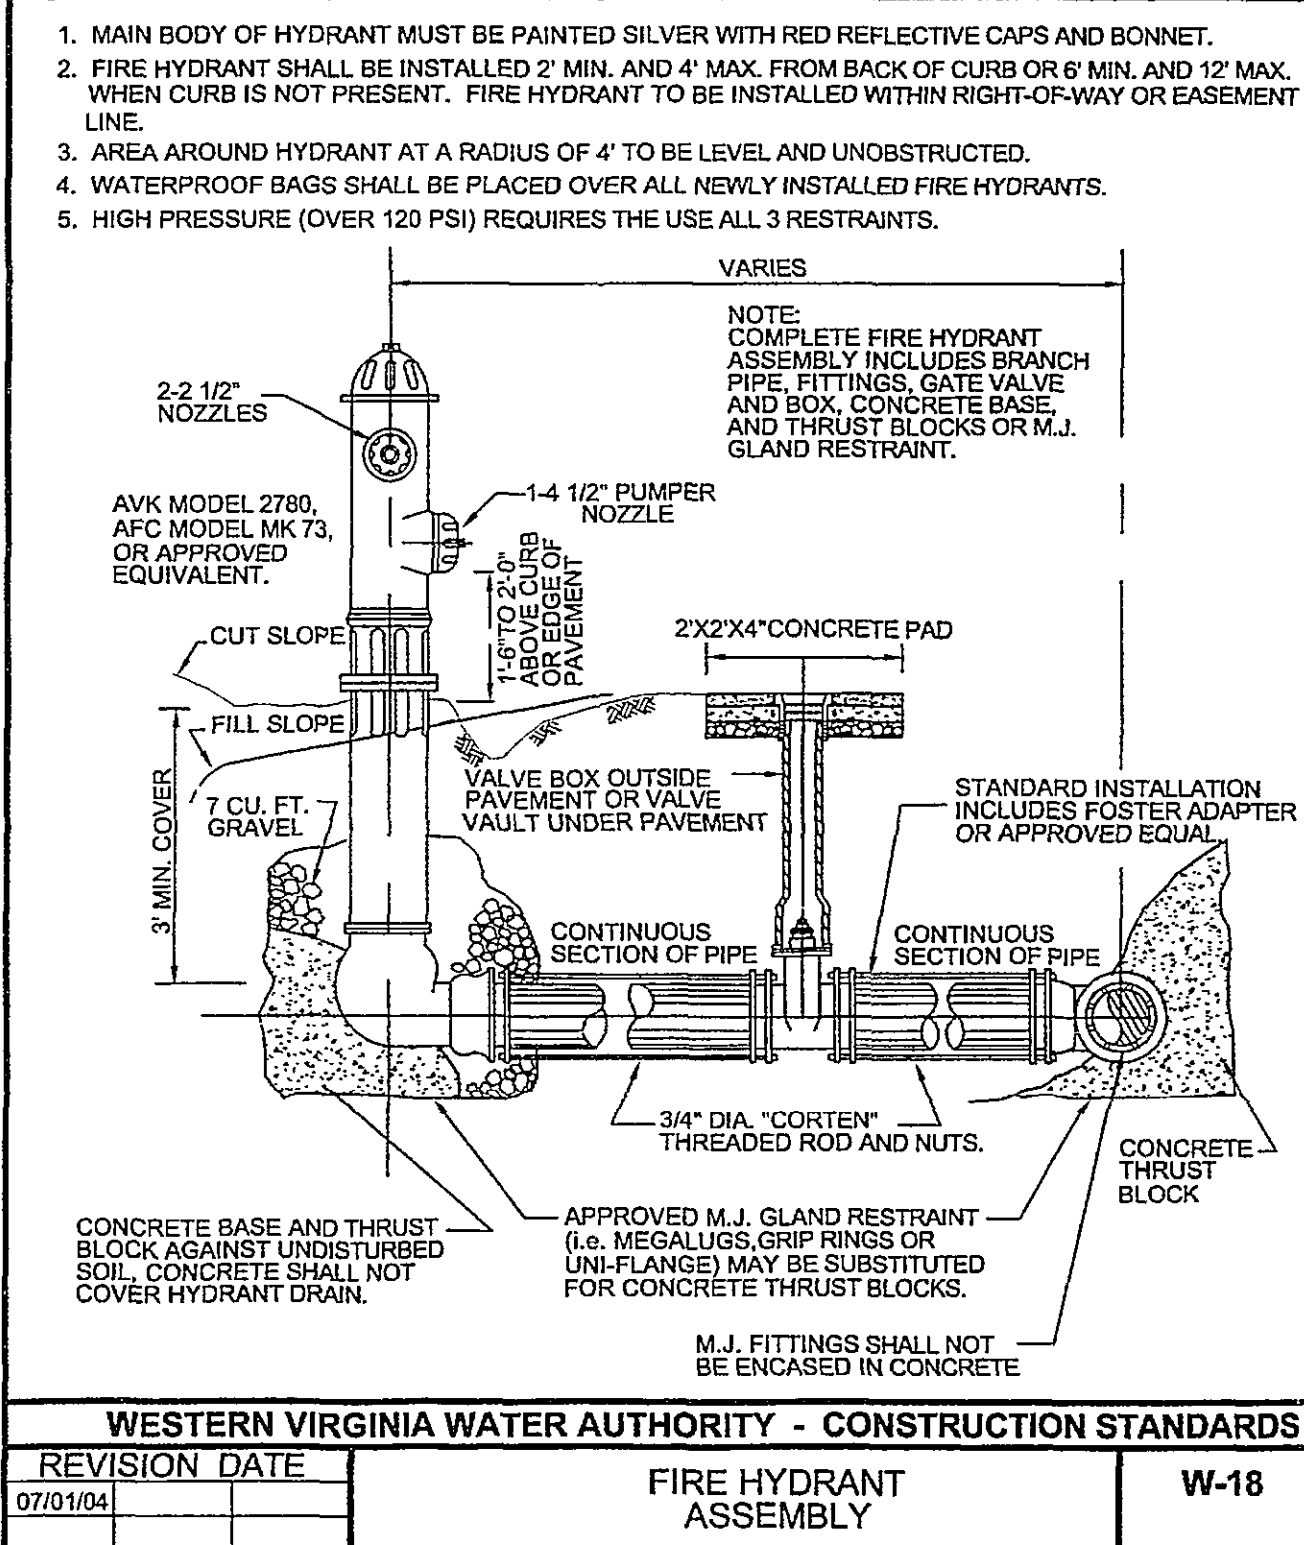 1. MAIN BODY OF HYDRANT MUST BE PAINTED SILVER WITH RED REFLECTIVE CAPS AND BONNET.
2. FIRE HYDRANT SHALL BE INSTALLED 2' MIN. AND 4' MAX. FROM BACK OF CURB OR 6' MIN. AND 12' MAX.
WHEN CURB IS NOT PRESENT. FIRE HYDRANT TO BE INSTALLED WITHIN RIGHT-OF-WAY OR EASEMENT
LINE.
3. AREA AROUND HYDRANT AT A RADIUS OF 4' TO BE LEVEL AND UNOBSTRUCTED.
4. WATERPROOF BAGS SHALL BE PLACED OVER ALL NEWLY INSTALLED FIRE HYDRANTS.
5. HIGH PRESSURE (OVER 120 PSI) REQUIRES THE USE ALL 3 RESTRAINTS.
VARIES
NOTE:
COMPLETE FIRE HYDRANT
ASSEMBLY INCLUDES BRANCH
PIPE, FITTINGS, GATE VALVE
AND BOX, CONCRETE BASE,
AND THRUST BLOCKS OR M.J.
GLAND RESTRAINT.
2-2 1/2"
NOZZLES
1-4 1/2" PUMPER
NOZZLE
AVK MODEL 2780,
AFC MODEL MK 73,
OR APPROVED
EQUIVALENT.
1'-6"TO 2'-0"
ABOVE CURB
OR EDGE OF
PAVEMENT
CUT SLOPE
2'X2'X4"CONCRETE PAD
FILL SLOPE
3' MIN. COVER
7 CU. FT.
GRAVEL
VALVE BOX OUTSIDE
PAVEMENT OR VALVE
VAULT UNDER PAVEMENT
STANDARD INSTALLATION
INCLUDES FOSTER ADAPTER
OR APPROVED EQUAL.
CONTINUOUS
SECTION OF PIPE
CONTINUOUS
SECTION OF PIPE
3/4" DIA. "CORTEN"
THREADED ROD AND NUTS.
CONCRETE
THRUST
BLOCK
CONCRETE BASE AND THRUST
BLOCK AGAINST UNDISTURBED
SOIL, CONCRETE SHALL NOT
COVER HYDRANT DRAIN.
APPROVED M.J. GLAND RESTRAINT
(i.e. MEGALUGS,GRIP RINGS OR
UNI-FLANGE) MAY BE SUBSTITUTED
FOR CONCRETE THRUST BLOCKS.
M.J. FITTINGS SHALL NOT
BE ENCASED IN CONCRETE
WESTERN VIRGINIA WATER AUTHORITY - CONSTRUCTION STANDARDS
REVISION DATE
07/01/04
FIRE HYDRANT
ASSEMBLY
W-18